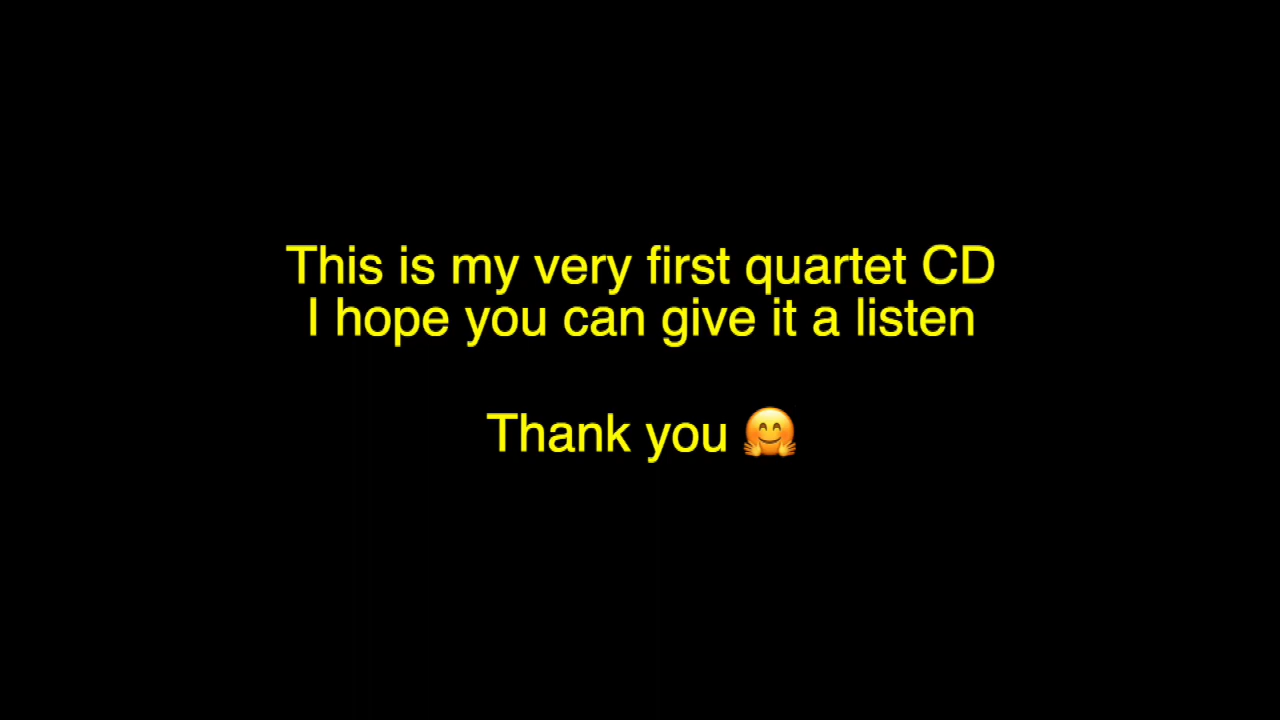 This is my very first quartet CD
I hope you can give it a listen
Thank you 🤗